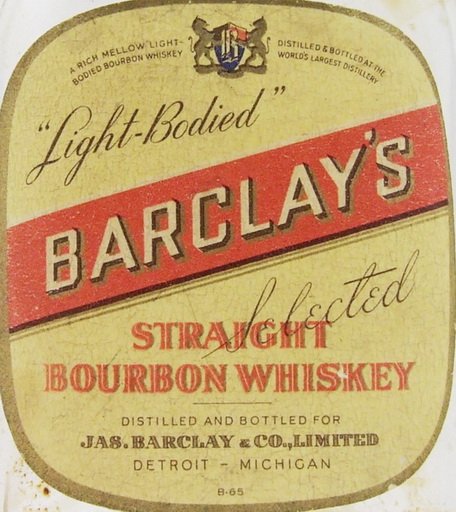 A RICH MELLOW LIGHT-
BODIED BOURBON WHISKEY
DISTILLED & BOTTLED AT THE
WORLD'S LARGEST DISTILLERY
"Light-Bodied"
BARCLAY'S
Selected
STRAIGHT
BOURBON WHISKEY
DISTILLED AND BOTTLED FOR
JAS. BARCLAY & CO., LIMITED
DETROIT - MICHIGAN
B-65